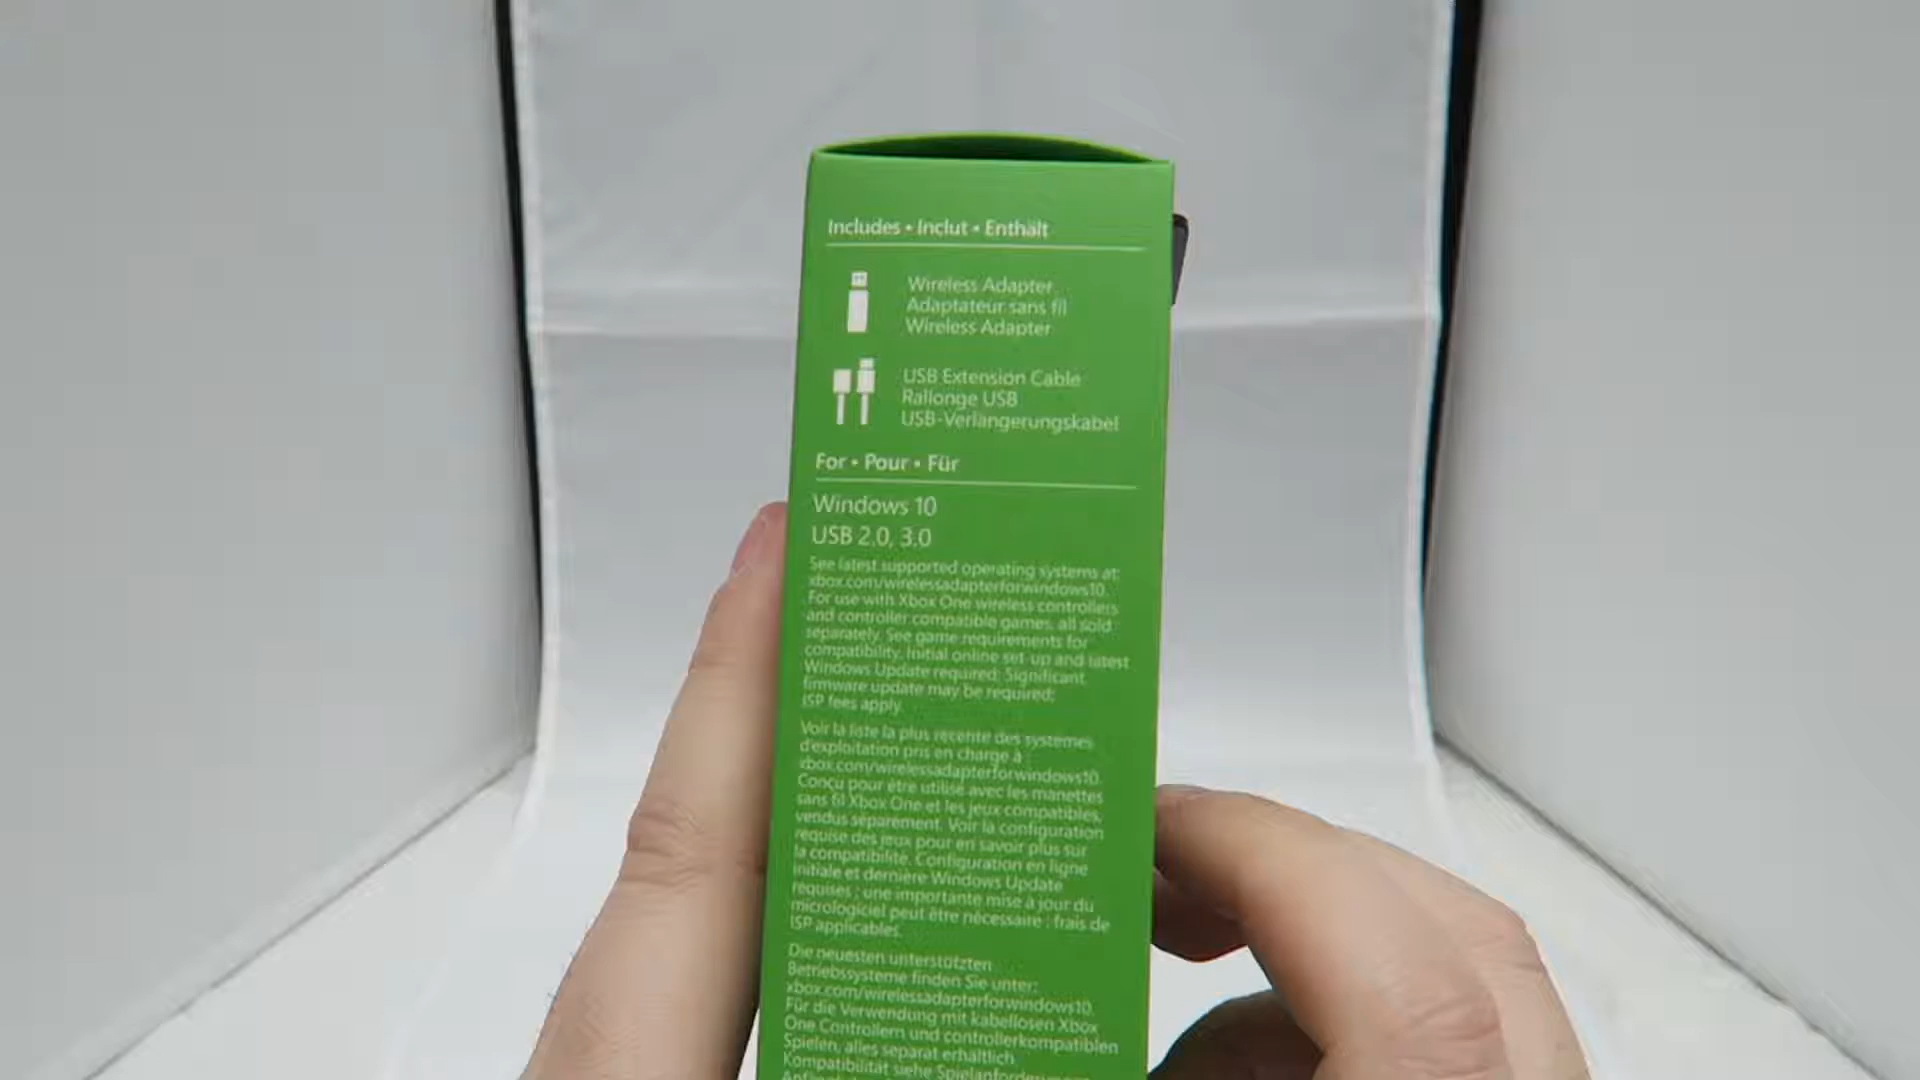 Includes • Inclut • Enthält
Wireless Adapter
Adaptateur sans fil
Wireless Adapter
USB Extension Cable
Rallonge USB
USB-Verlängerungskabel
For • Pour • Für
Windows 10
USB 2.0, 3.0
See latest supported operating systems at:
xbox.com/wirelessadapterforwindows10.
For use with Xbox One wireless controllers
and controller compatible games, all sold
separately. See game requirements for
compatibility. Initial online set-up and latest
Windows Update required; Significant
firmware update may be required;
ISP fees apply.
Voir la liste la plus récente des systèmes
d'exploitation pris en charge à
xbox.com/wirelessadapterforwindows10.
Conçu pour être utilisé avec les manettes
sans fil Xbox One et les jeux compatibles,
vendus séparément. Voir la configuration
requise des jeux pour en savoir plus sur
la compatibilité. Configuration en ligne
initiale et dernière Windows Update
requises ; une importante mise à jour du
micrologiciel peut être nécessaire ; frais de
ISP applicables.
Die neuesten unterstützten
Betriebssysteme finden Sie unter:
xbox.com/wirelessadapterforwindows10.
Für die Verwendung mit kabellosen Xbox
One Controllern und controllerkompatiblen
Spielen, alles separat erhältlich.
Kompatibilität siehe Spielanforderungen.